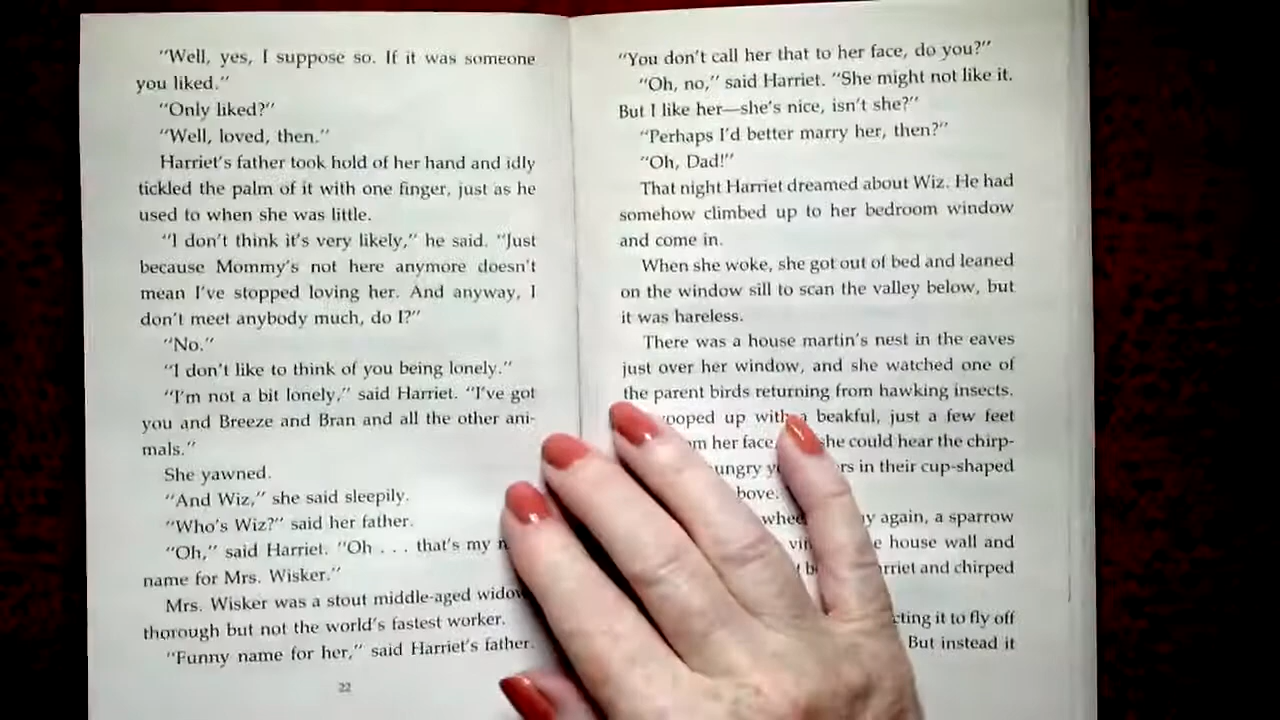 "Well, yes, I suppose so. If it was someone
you liked."
"Only liked?"
"Well, loved, then."
Harriet's father took hold of her hand and idly
tickled the palm of it with one finger, just as he
used to when she was little.
"I don't think it's very likely," he said. "Just
because Mommy's not here anymore doesn't
mean I've stopped loving her. And anyway, I
don't meet anybody much, do I?"
"No."
"I don't like to think of you being lonely."
"I'm not a bit lonely," said Harriet. "I've got
you and Breeze and Bran and all the other ani-
mals."
She yawned.
"And Wiz," she said sleepily.
"Who's Wiz?" said her father.
"Oh," said Harriet. "Oh . . . that's my
name for Mrs. Wisker."
Mrs. Wisker was a stout middle-aged widow
thorough but not the world's fastest worker.
"Funny name for her," said Harriet's father.
22
"You don't call her that to her face, do you?"
"Oh, no," said Harriet. "She might not like it.
But I like her—she's nice, isn't she?"
"Perhaps I'd better marry her, then?"
"Oh, Dad!"
That night Harriet dreamed about Wiz. He had
somehow climbed up to her bedroom window
and come in.
When she woke, she got out of bed and leaned
on the window sill to scan the valley below, but
it was hareless.
There was a house martin's nest in the eaves
just over her window, and she watched one of
the parent birds returning from hawking insects.
up with a beakful, just a few feet
her face, she could hear the chirp-
in their cup-shaped
again, a sparrow
house wall and
and chirped
it to fly off
But instead it